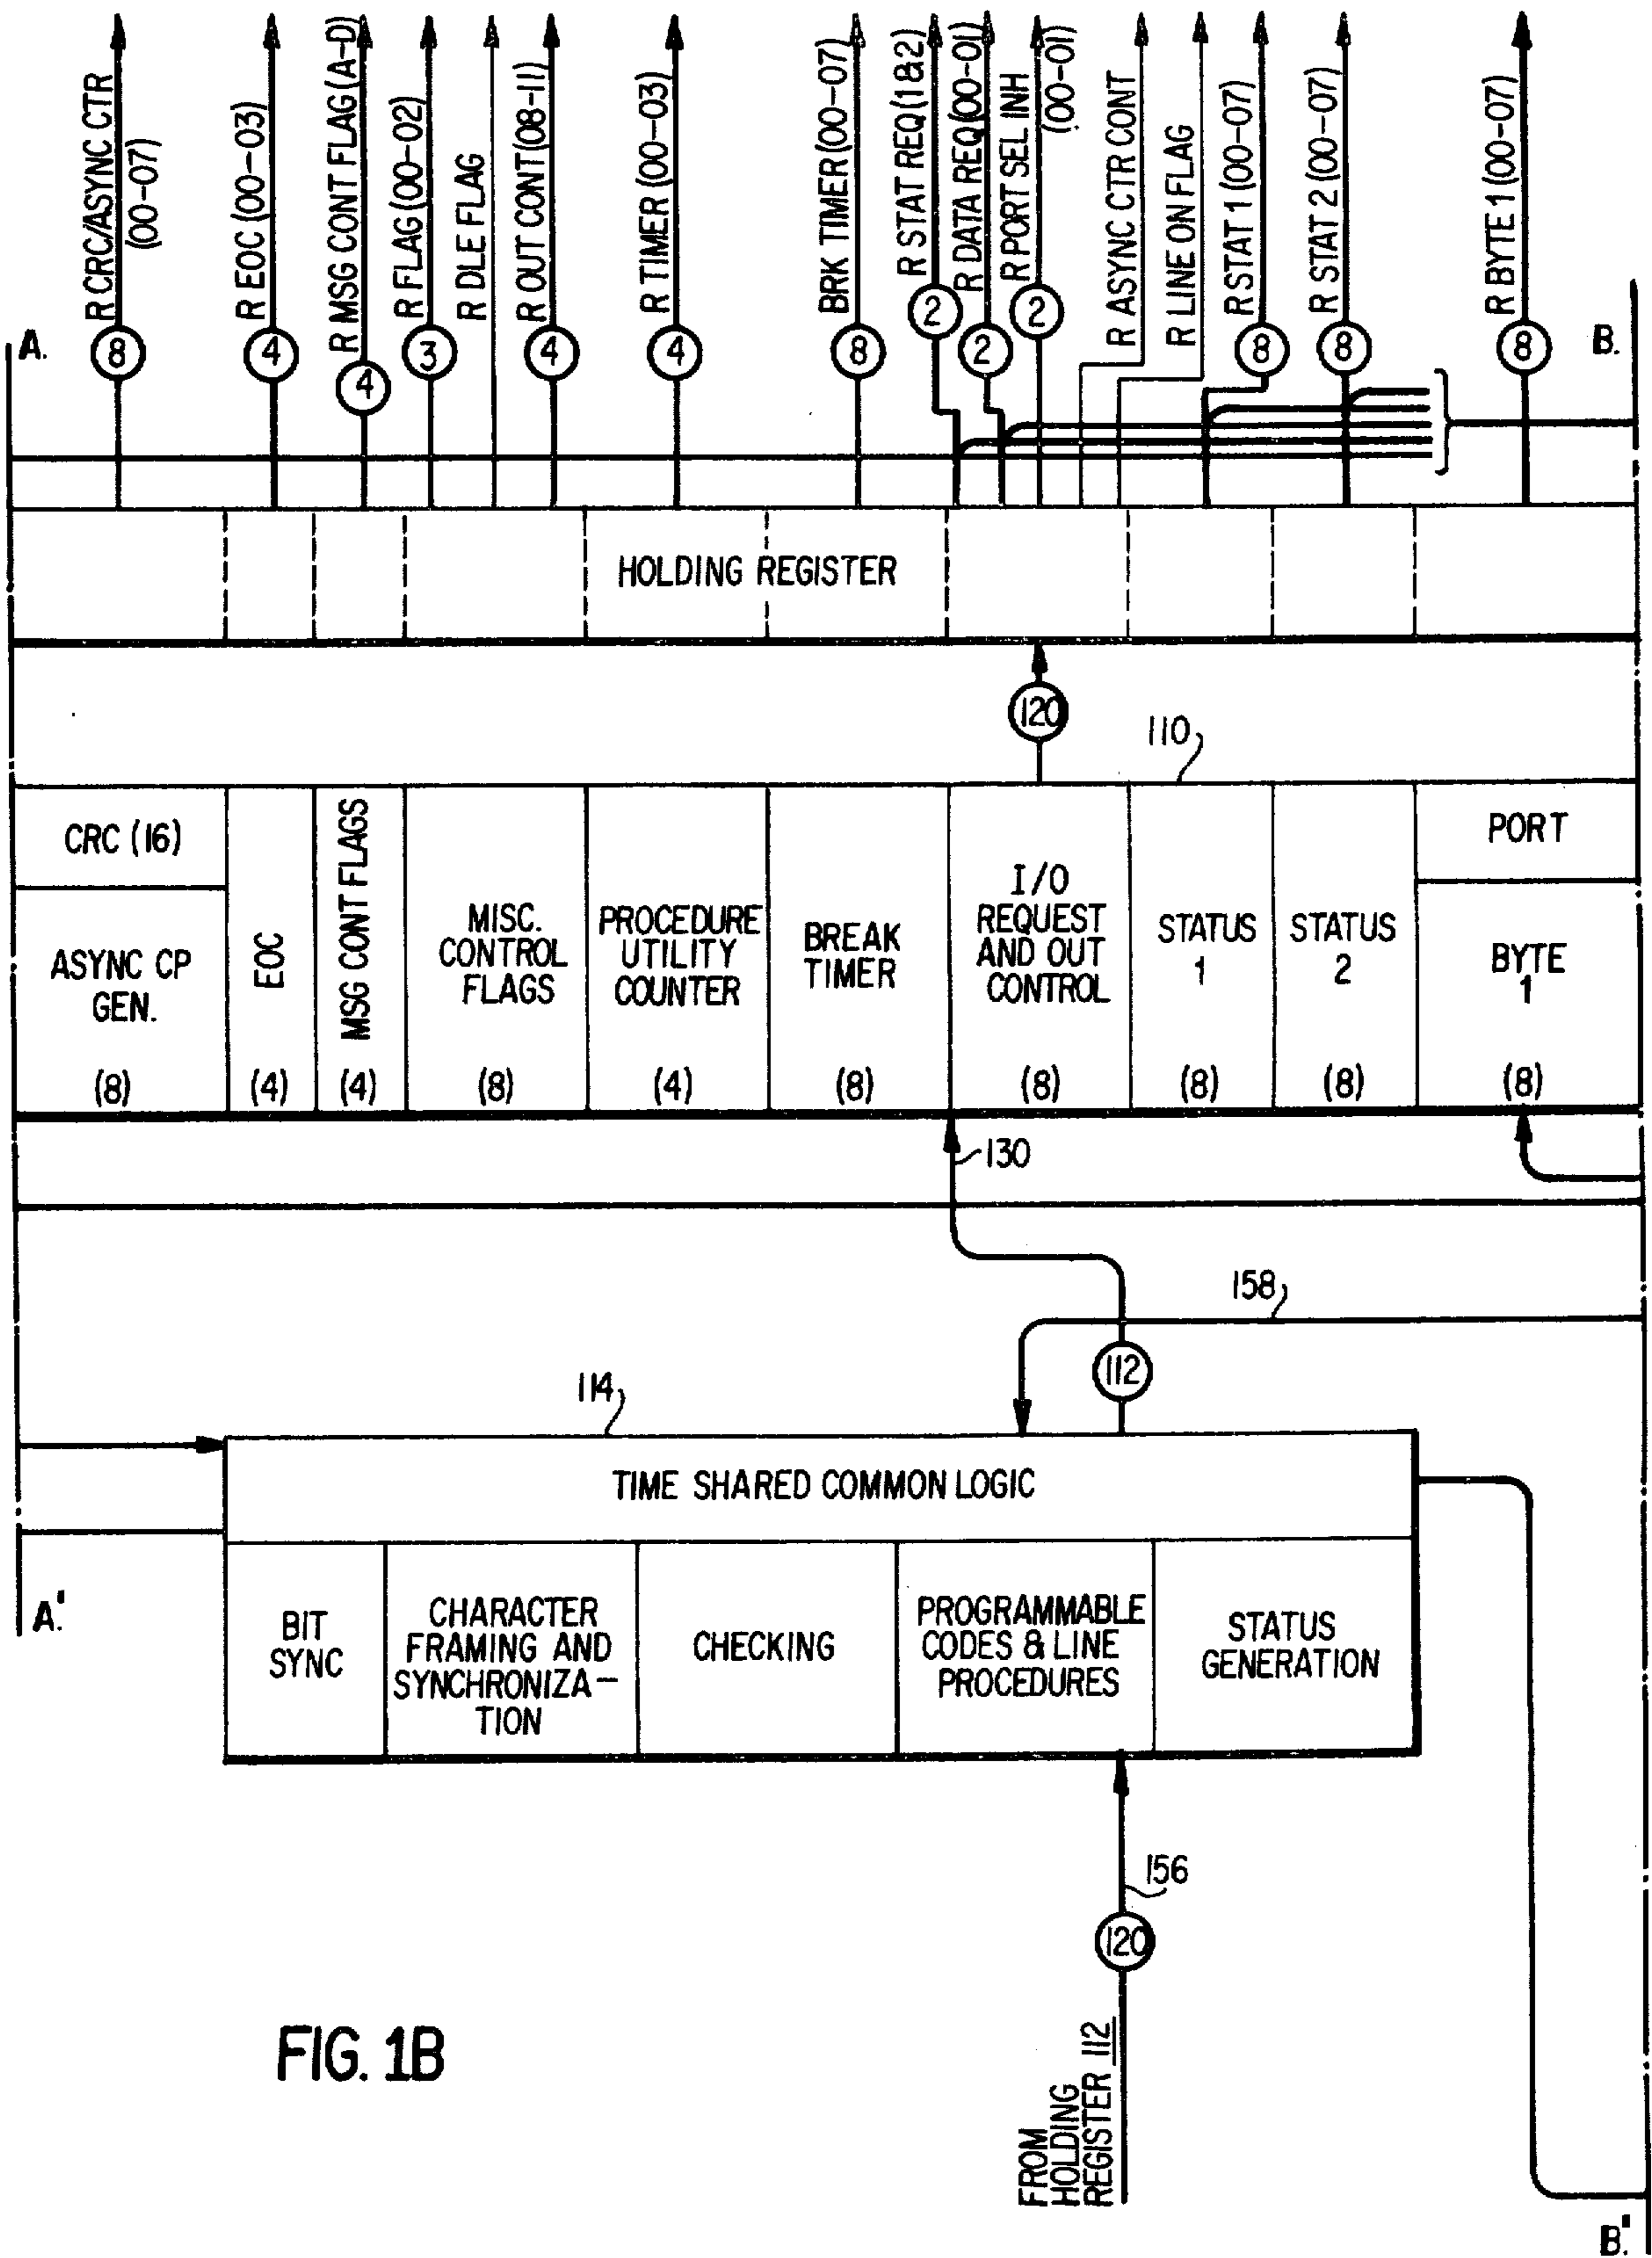 R CRC/ASYNC CTR
(00-07)
R EOC (00-03)
R MSG CONT FLAG (A-D)
R FLAG (00-02)
R DLE FLAG
R OUT CONT (08-11)
R TIMER (00-03)
BRK TIMER (00-07)
R STAT REQ (1&2)
R DATA REQ (00-01)
R PORT SEL INH
(00-01)
R ASYNC CTR CONT
R LINE ON FLAG
R STAT 1 (00-07)
R STAT 2 (00-07)
R BYTE 1 (00-07)
A.
8
4
4
3
4
4
8
2
2
2
8
8
8
B.
HOLDING REGISTER
120
110
CRC (16)
ASYNC CP
GEN.
(8)
EOC
(4)
MSG CONT FLAGS
(4)
MISC.
CONTROL
FLAGS
(8)
PROCEDURE
UTILITY
COUNTER
(4)
BREAK
TIMER
(8)
I/O
REQUEST
AND OUT
CONTROL
(8)
STATUS
1
(8)
STATUS
2
(8)
PORT
BYTE
1
(8)
130
158
112
114
TIME SHARED COMMON LOGIC
BIT
SYNC
CHARACTER
FRAMING AND
SYNCHRONIZA-
TION
CHECKING
PROGRAMMABLE
CODES & LINE
PROCEDURES
STATUS
GENERATION
A'.
156
120
FROM
HOLDING
REGISTER 112
FIG. 1B
B'.